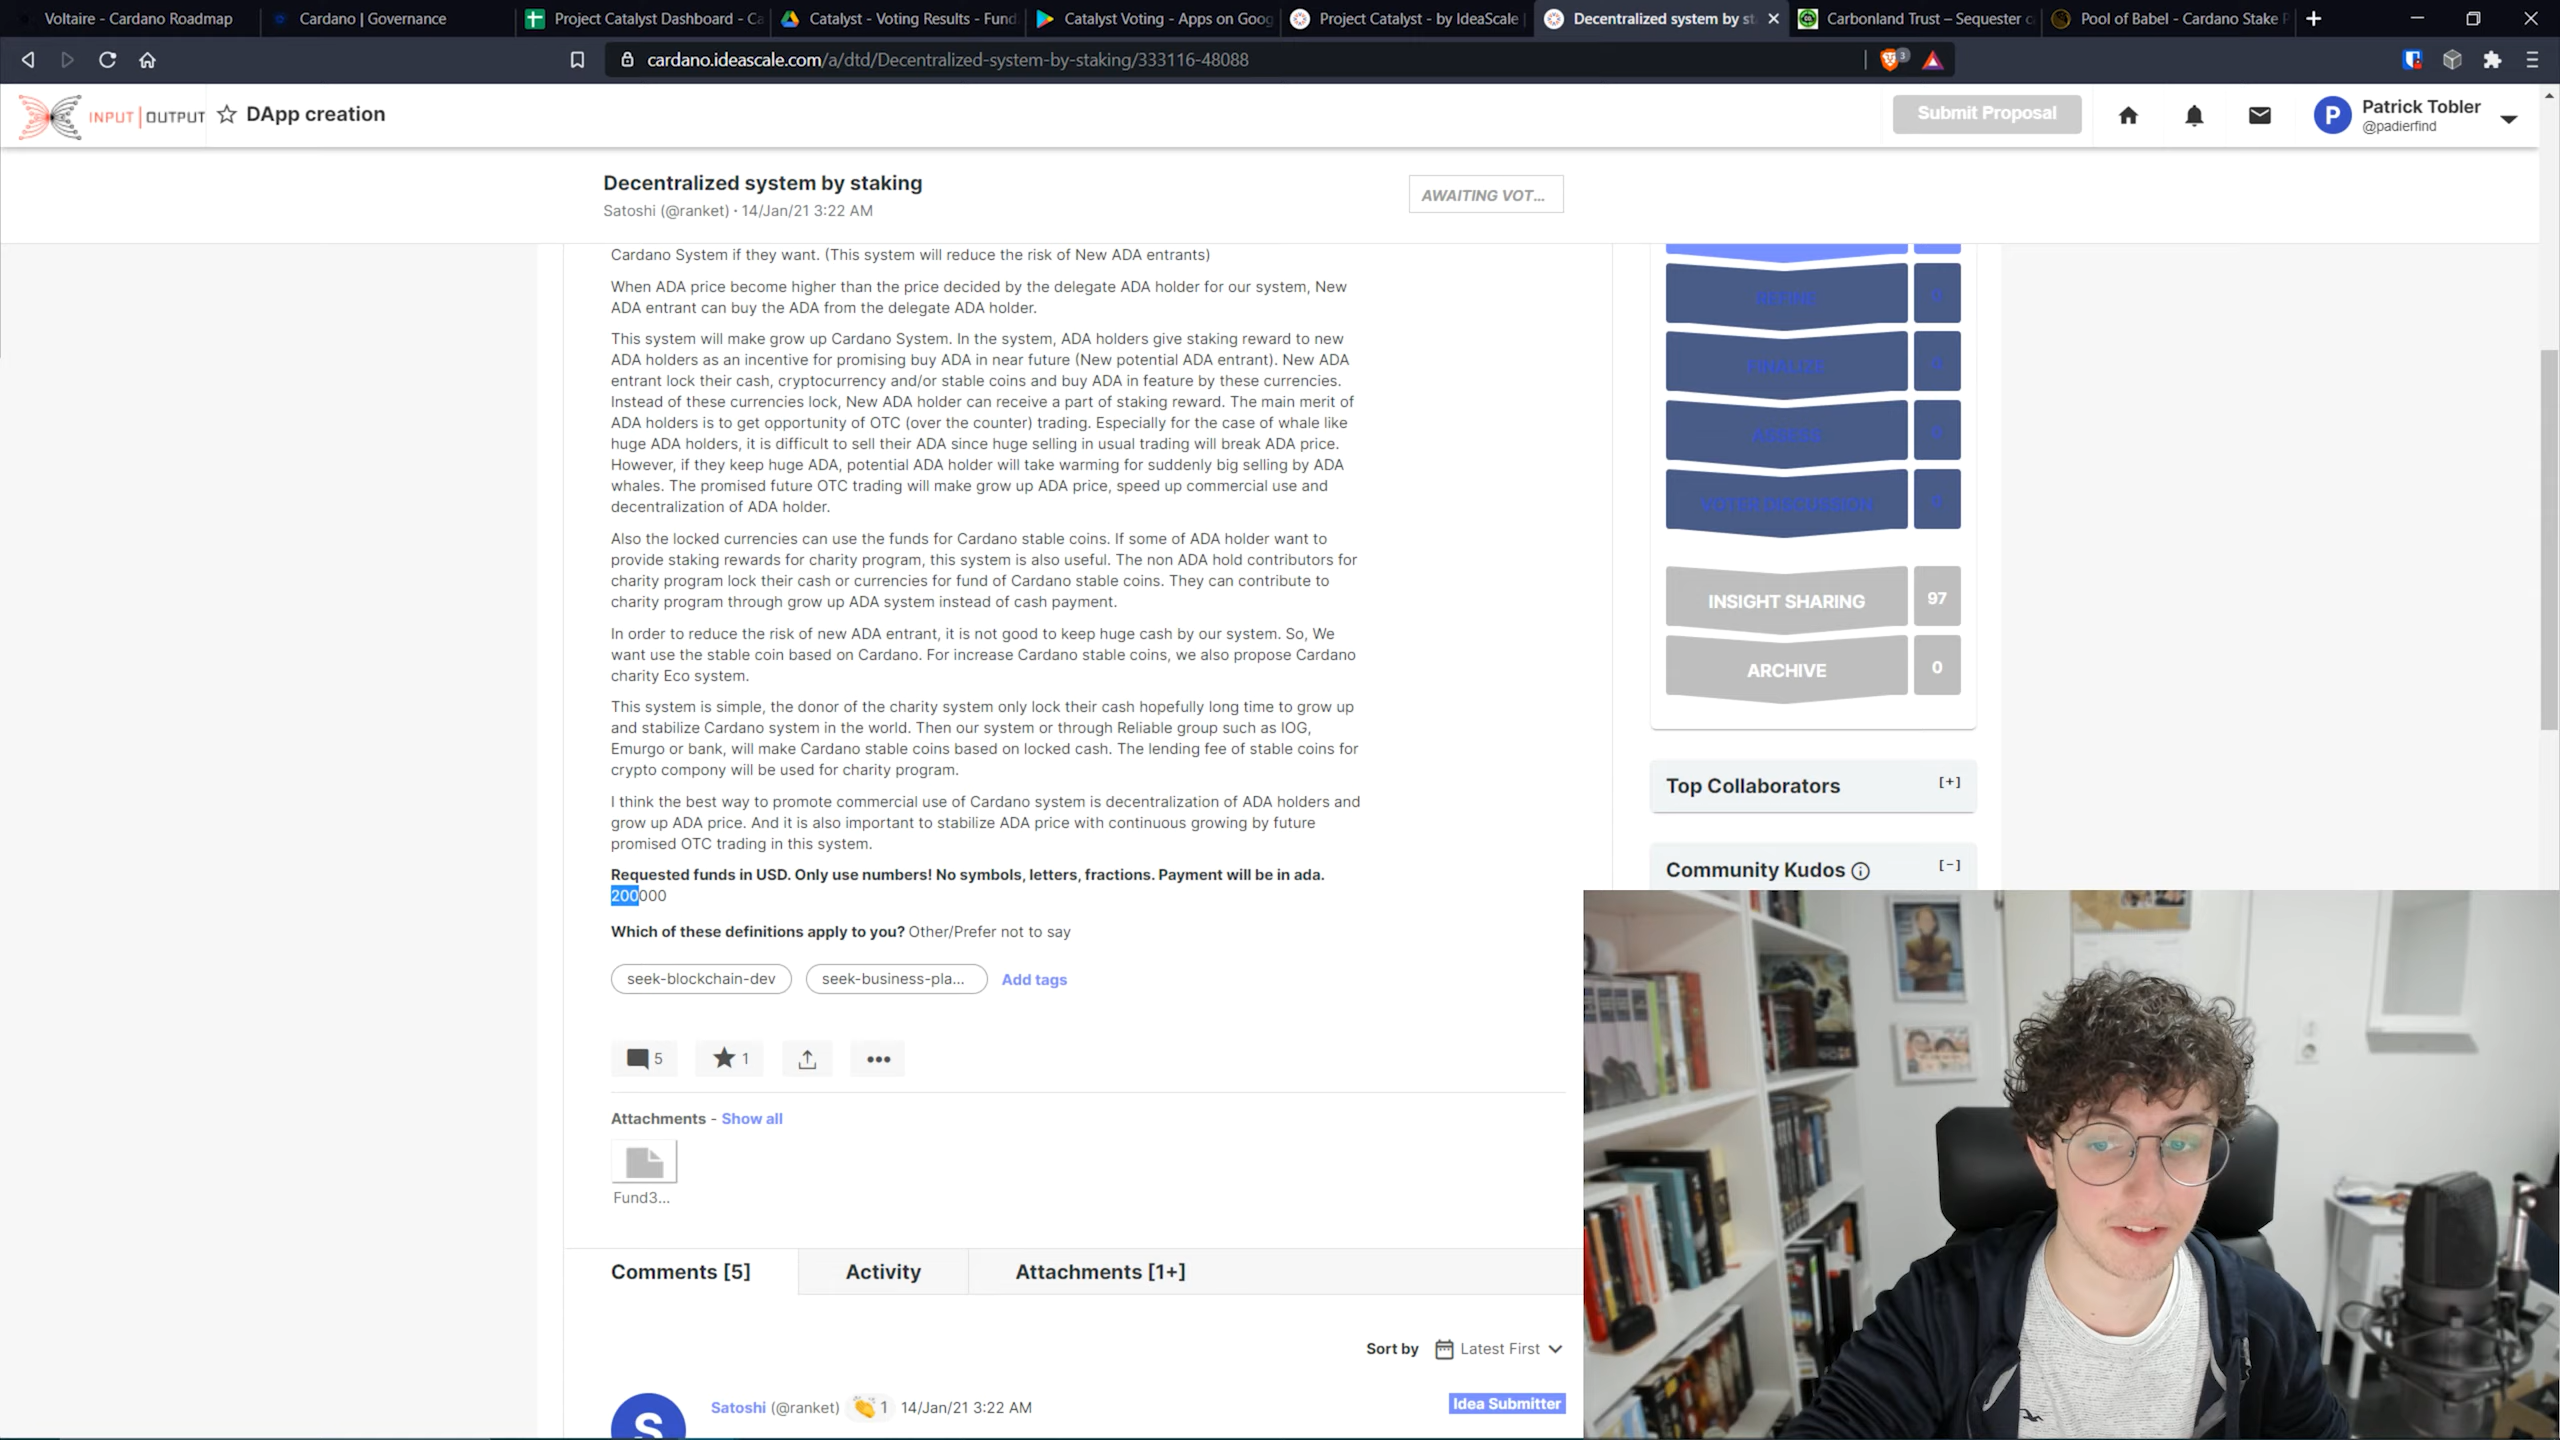 Voltaire - Cardano Roadmap
Cardano | Governance
Project Catalyst Dashboard - Ca
Catalyst - Voting Results - Fund
Catalyst Voting - Apps on Goog
Project Catalyst - by IdeaScale
Decentralized system by st
Carbonland Trust – Sequester c
Pool of Babel - Cardano Stake P
cardano.ideascale.com/a/dtd/Decentralized-system-by-staking/333116-48088
3
INPUT | OUTPUT
DApp creation
Submit Proposal
P
Patrick Tobler
@padierfind
Decentralized system by staking
Satoshi (@ranket) · 14/Jan/21 3:22 AM
AWAITING VOT...
Cardano System if they want. (This system will reduce the risk of New ADA entrants)
When ADA price become higher than the price decided by the delegate ADA holder for our system, New
ADA entrant can buy the ADA from the delegate ADA holder.
This system will make grow up Cardano System. In the system, ADA holders give staking reward to new
ADA holders as an incentive for promising buy ADA in near future (New potential ADA entrant). New ADA
entrant lock their cash, cryptocurrency and/or stable coins and buy ADA in feature by these currencies.
Instead of these currencies lock, New ADA holder can receive a part of staking reward. The main merit of
ADA holders is to get opportunity of OTC (over the counter) trading. Especially for the case of whale like
huge ADA holders, it is difficult to sell their ADA since huge selling in usual trading will break ADA price.
However, if they keep huge ADA, potential ADA holder will take warming for suddenly big selling by ADA
whales. The promised future OTC trading will make grow up ADA price, speed up commercial use and
decentralization of ADA holder.
Also the locked currencies can use the funds for Cardano stable coins. If some of ADA holder want to
provide staking rewards for charity program, this system is also useful. The non ADA hold contributors for
charity program lock their cash or currencies for fund of Cardano stable coins. They can contribute to
charity program through grow up ADA system instead of cash payment.
In order to reduce the risk of new ADA entrant, it is not good to keep huge cash by our system. So, We
want use the stable coin based on Cardano. For increase Cardano stable coins, we also propose Cardano
charity Eco system.
This system is simple, the donor of the charity system only lock their cash hopefully long time to grow up
and stabilize Cardano system in the world. Then our system or through Reliable group such as IOG,
Emurgo or bank, will make Cardano stable coins based on locked cash. The lending fee of stable coins for
crypto compony will be used for charity program.
I think the best way to promote commercial use of Cardano system is decentralization of ADA holders and
grow up ADA price. And it is also important to stabilize ADA price with continuous growing by future
promised OTC trading in this system.
Requested funds in USD. Only use numbers! No symbols, letters, fractions. Payment will be in ada.
200000
Which of these definitions apply to you? Other/Prefer not to say
seek-blockchain-dev
seek-business-pla...
Add tags
5
1
Attachments - Show all
Fund3...
Comments [5]
Activity
Attachments [1+]
Sort by
Latest First
S
Satoshi (@ranket)
1
14/Jan/21 3:22 AM
Idea Submitter
REFINE
0
FINALIZE
0
ASSESS
0
VOTER DISCUSSION
0
INSIGHT SHARING
97
ARCHIVE
0
Top Collaborators
[+]
Community Kudos
[-]